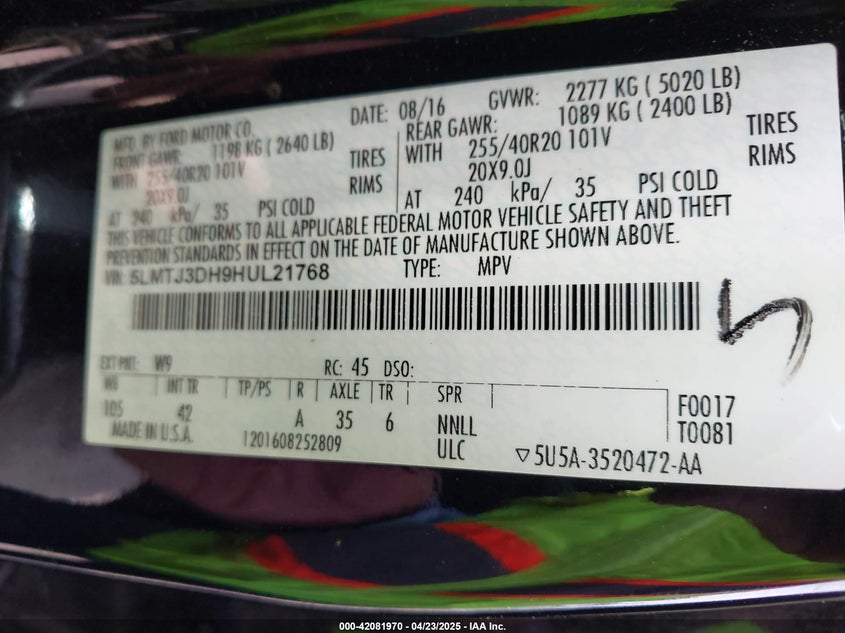 MFD. BY FORD MOTOR CO.
DATE: 08/16 GVWR: 2277 KG ( 5020 LB)
FRONT GAWR: 1198 KG (2640 LB) REAR GAWR: 1089 KG ( 2400 LB)
WITH 255/40R20 101V TIRES WITH 255/40R20 101V TIRES
20X9.0J RIMS 20X9.0J RIMS
AT 240 kPa/ 35 PSI COLD AT 240 kPa/ 35 PSI COLD
THIS VEHICLE CONFORMS TO ALL APPLICABLE FEDERAL MOTOR VEHICLE SAFETY AND THEFT
PREVENTION STANDARDS IN EFFECT ON THE DATE OF MANUFACTURE SHOWN ABOVE.
VIN: 5LMTJ3DH9HUL21768 TYPE: MPV
EXT PNT: W9 RC: 45 DSO:
WB INT TR TP/PS R AXLE TR SPR
105 42 A 35 6 NNLL F0017
MADE IN U.S.A. 1201608252809 ULC T0081
▽5U5A-3520472-AA
000-42081970 - 04/23/2025 - IAA Inc.